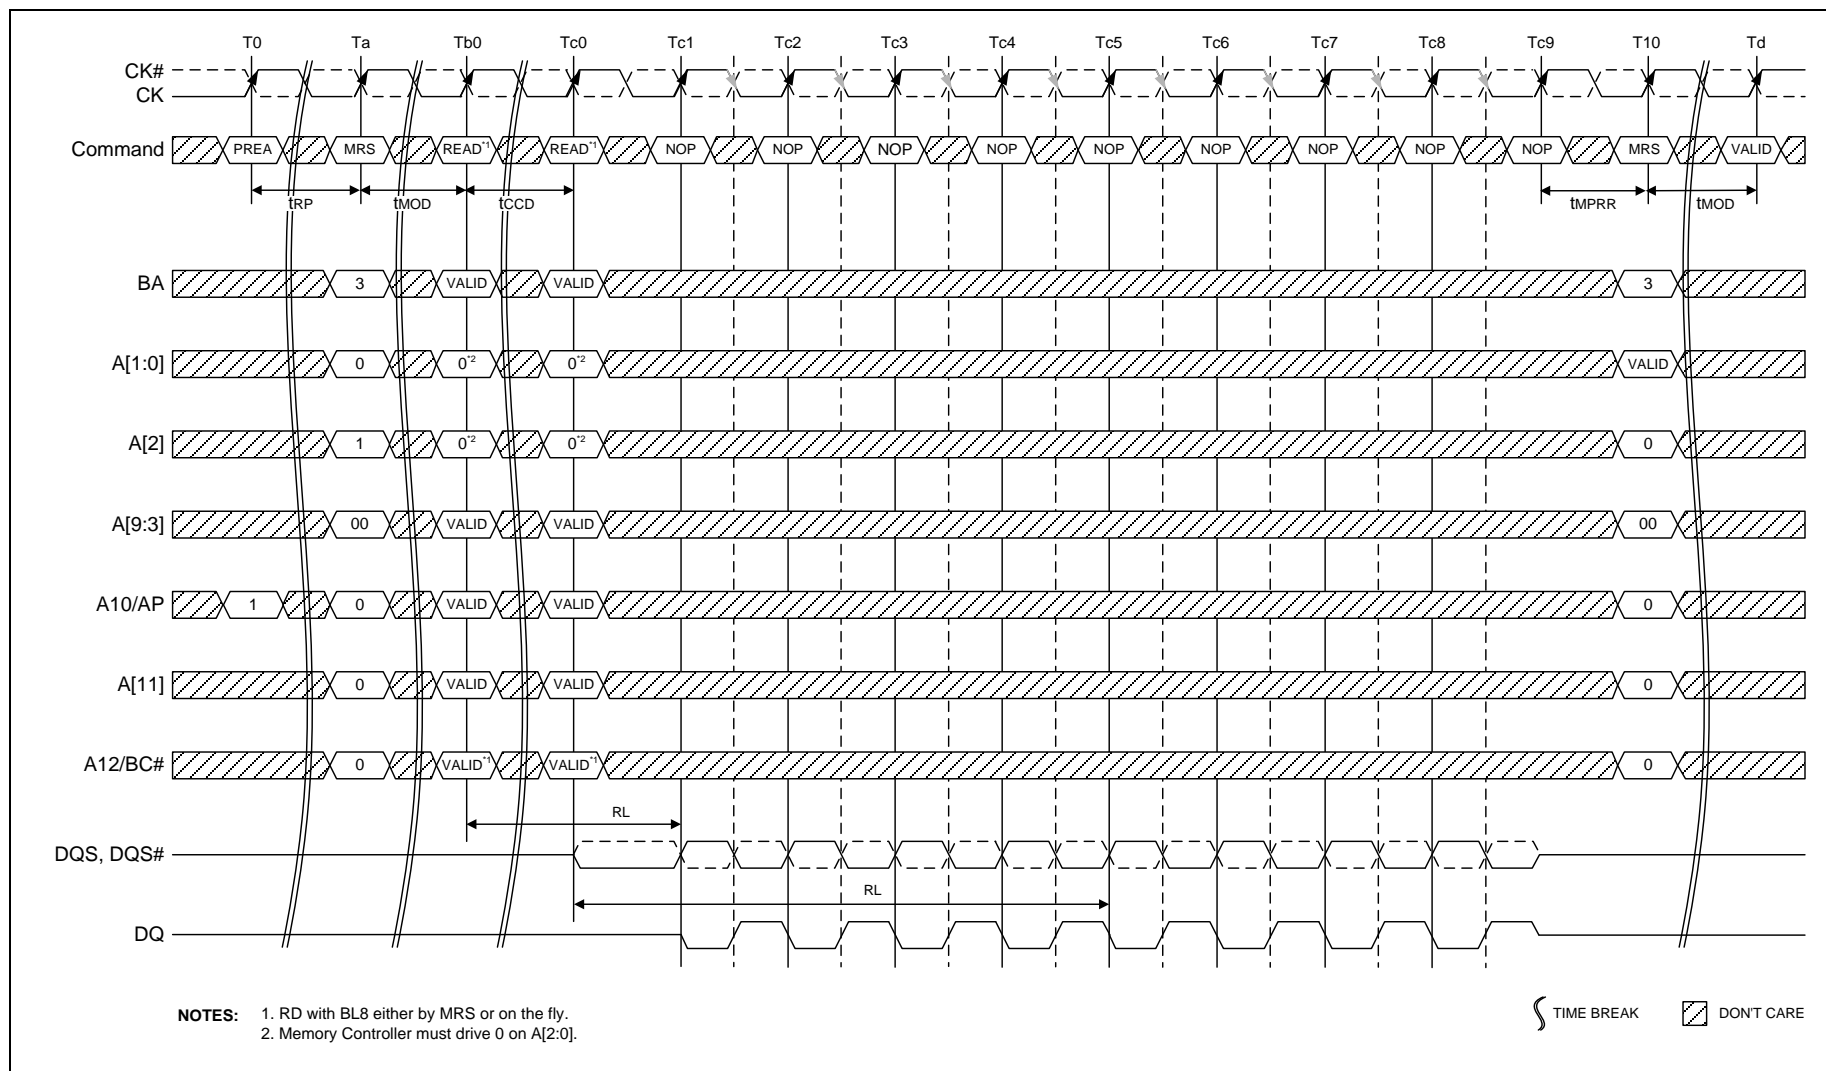 T0 Ta Tb0 Tc0 Tc1 Tc2 Tc3 Tc4 Tc5 Tc6 Tc7 Tc8 Tc9 T10 Td
CK#
CK
Command PREA MRS READ*1 READ*1 NOP NOP NOP NOP NOP NOP NOP NOP NOP MRS VALID
tRP tMOD tCCD tMPRR tMOD
BA 3 VALID VALID 3
A[1:0] 0 0*2 0*2 VALID
A[2] 1 0*2 0*2 0
A[9:3] 00 VALID VALID 00
A10/AP 1 0 VALID VALID 0
A[11] 0 VALID VALID 0
A12/BC# 0 VALID*1 VALID*1 0
RL
DQS, DQS#
RL
DQ
NOTES: 1. RD with BL8 either by MRS or on the fly.
2. Memory Controller must drive 0 on A[2:0].
TIME BREAK DON'T CARE